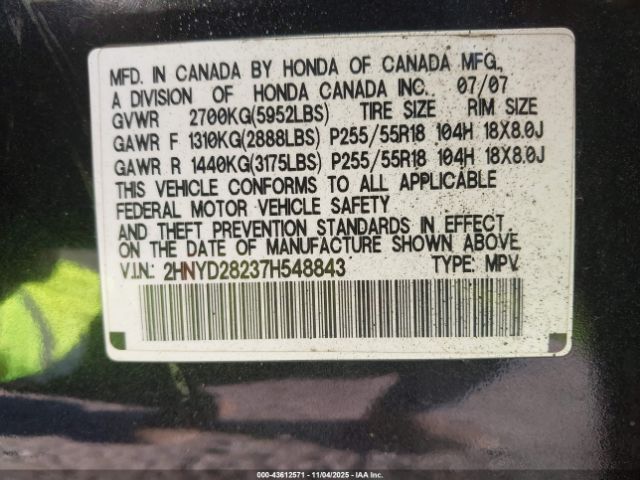 MFD. IN CANADA BY HONDA OF CANADA MFG.,
A DIVISION OF HONDA CANADA INC. 07/07
GVWR 2700KG(5952LBS) TIRE SIZE RIM SIZE
GAWR F 1310KG(2888LBS) P255/55R18 104H 18X8.0J
GAWR R 1440KG(3175LBS) P255/55R18 104H 18X8.0J
THIS VEHICLE CONFORMS TO ALL APPLICABLE
FEDERAL MOTOR VEHICLE SAFETY
AND THEFT PREVENTION STANDARDS IN EFFECT
ON THE DATE OF MANUFACTURE SHOWN ABOVE.
V.I.N: 2HNYD28237H548843 TYPE: MPV
000-43612571 - 11/04/2025 - IAAI.com